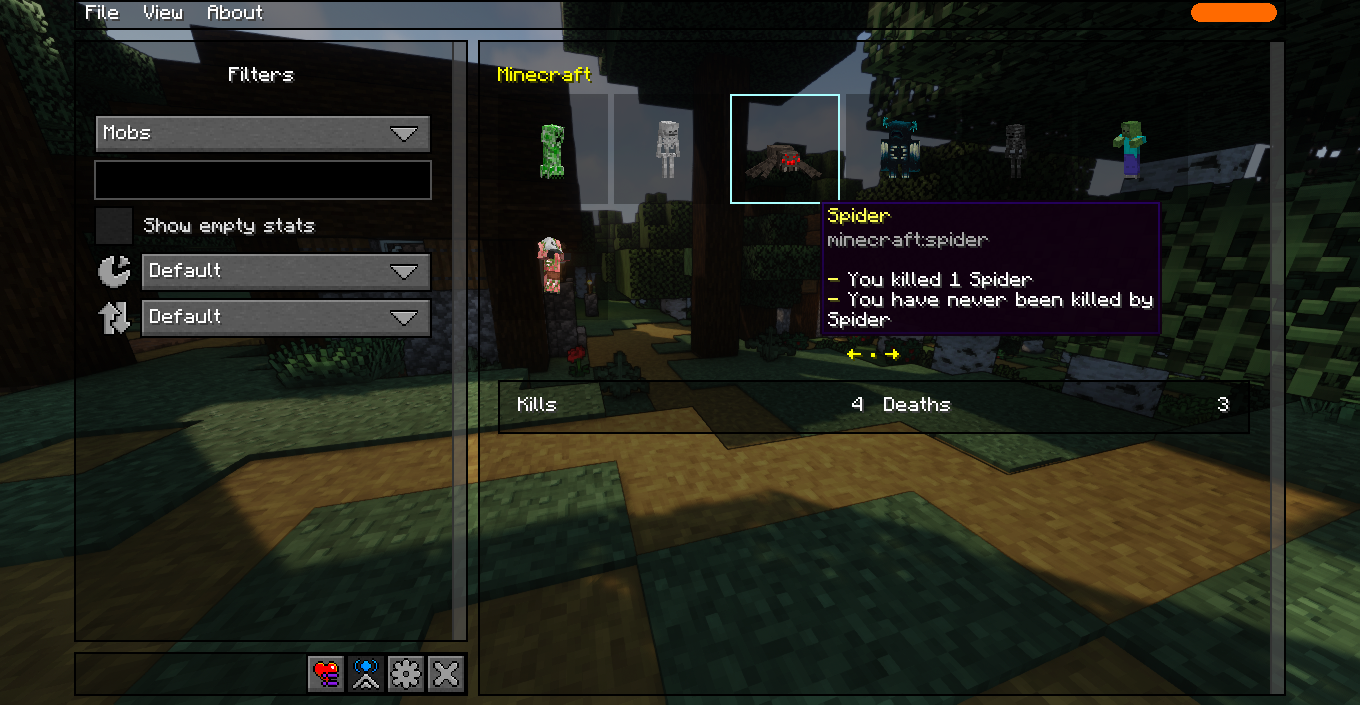 File View About
Filters
Mobs
Show empty stats
Default
Default
Minecraft
Spider
minecraft:spider
- You killed 1 Spider
- You have never been killed by
Spider
← · →
Kills 4 Deaths 3